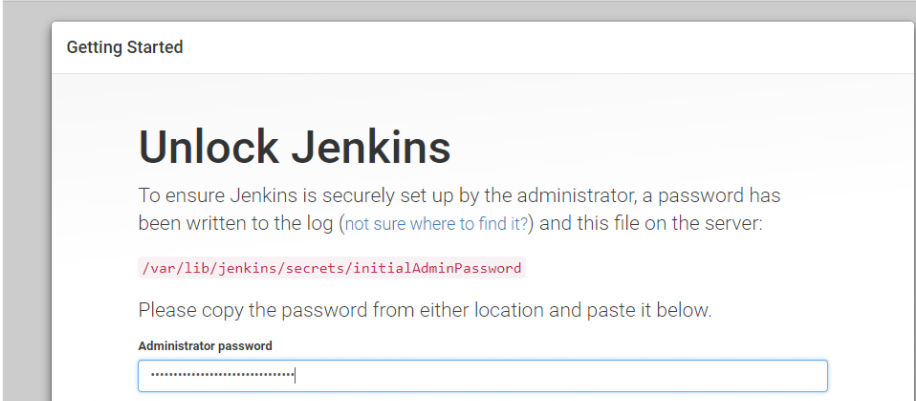 Getting Started
Unlock Jenkins
To ensure Jenkins is securely set up by the administrator, a password has
been written to the log (not sure where to find it?) and this file on the server:
/var/lib/jenkins/secrets/initialAdminPassword
Please copy the password from either location and paste it below.
Administrator password
••••••••••••••••••••••••••••••••